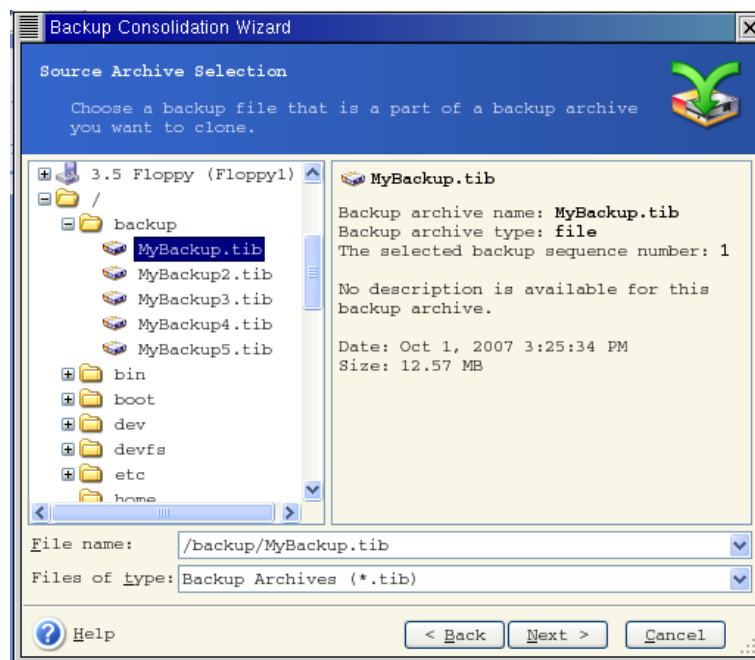 Backup Consolidation Wizard
Source Archive Selection
Choose a backup file that is a part of a backup archive
you want to clone.
3.5 Floppy (Floppy1)
/
backup
MyBackup.tib
MyBackup2.tib
MyBackup3.tib
MyBackup4.tib
MyBackup5.tib
bin
boot
dev
devfs
etc
home
MyBackup.tib
Backup archive name: MyBackup.tib
Backup archive type: file
The selected backup sequence number: 1
No description is available for this
backup archive.
Date: Oct 1, 2007 3:25:34 PM
Size: 12.57 MB
File name: /backup/MyBackup.tib
Files of type: Backup Archives (*.tib)
Help
< Back
Next >
Cancel